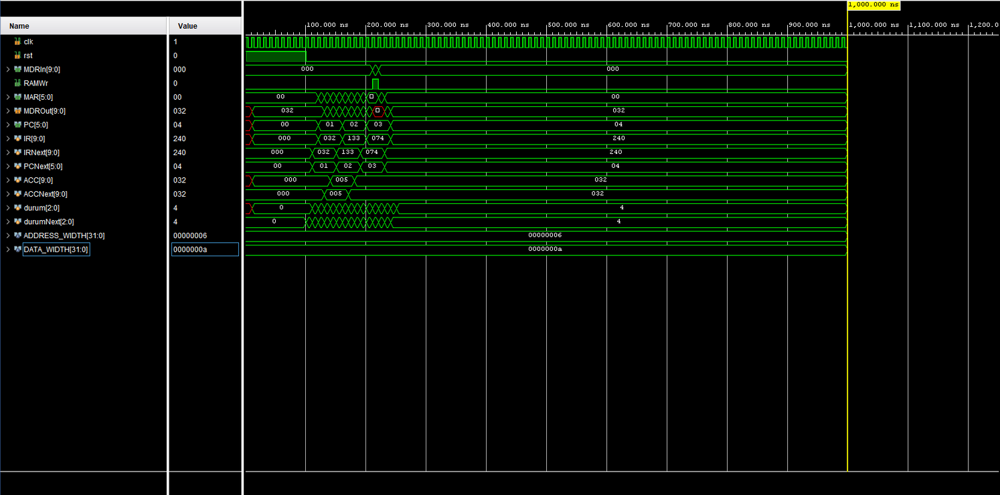 1,000.000 ns
Name Value
100.000 ns 200.000 ns 300.000 ns 400.000 ns 500.000 ns 600.000 ns 700.000 ns 800.000 ns 900.000 ns 1,000.000 ns 1,100.000 ns 1,200.0
clk 1
rst 0
MDRIn[9:0] 000 000 000
RAMWr 0
MAR[5:0] 00 00 00
MDROut[9:0] 032 032 032
PC[5:0] 04 00 01 02 03 04
IR[9:0] 240 000 032 133 074 240
IRNext[9:0] 240 000 032 133 074 240
PCNext[5:0] 04 00 01 02 03 04
ACC[9:0] 032 000 005 032
ACCNext[9:0] 032 000 005 032
durum[2:0] 4 0 4
durumNext[2:0] 4 0 4
ADDRESS_WIDTH[31:0] 00000006 00000006
DATA_WIDTH[31:0] 0000000a 0000000a